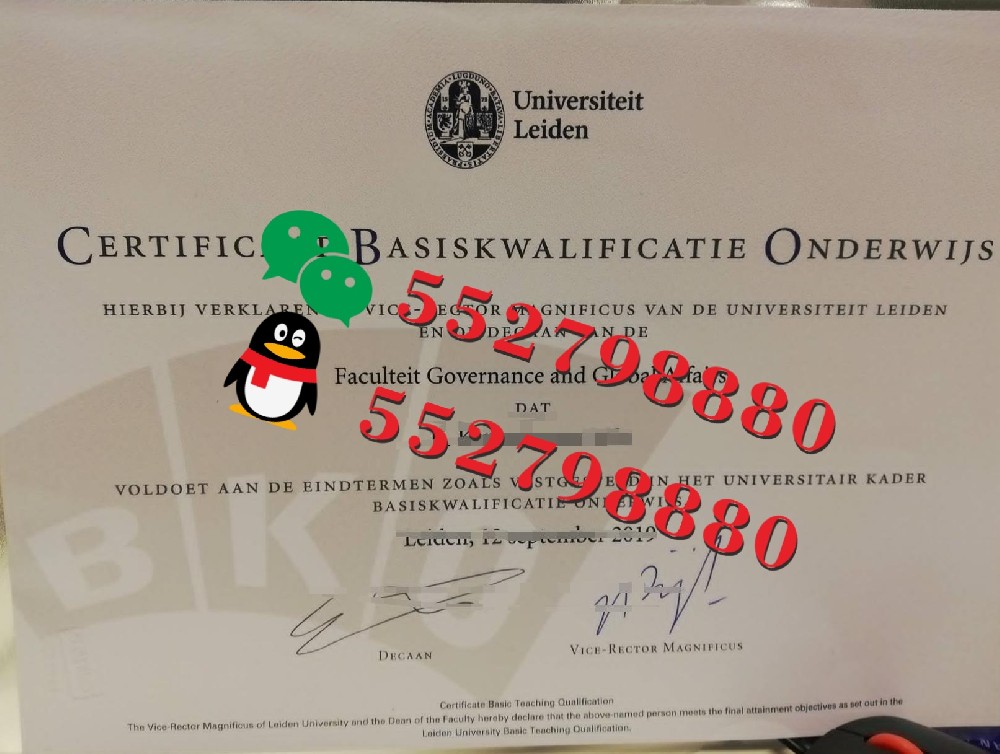 Universiteit
Leiden
BASISKWALIFICATIE ONDERWIJS
HIERBIJ VERKLAREN MAGNIFICUS VAN DE UNIVERSITEIT LEIDEN
EN DE
552798880
Faculteit Governance and
DAT
552798880
VOLDOET AAN DE EINDTERMEN ZOALS IN HET UNIVERSITAIR KADER
BASISKWALIFICATIE
Leiden, 12 september 2019
BKO
DECAAN
VICE-RECTOR MAGNIFICUS
Certificate Basic Teaching Qualification
The Vice-Rector Magnificus of Leiden University and the Dean of the Faculty hereby declare that the above-named person meets the final attainment objectives as set out in the
Leiden University Basic Teaching Qualification.